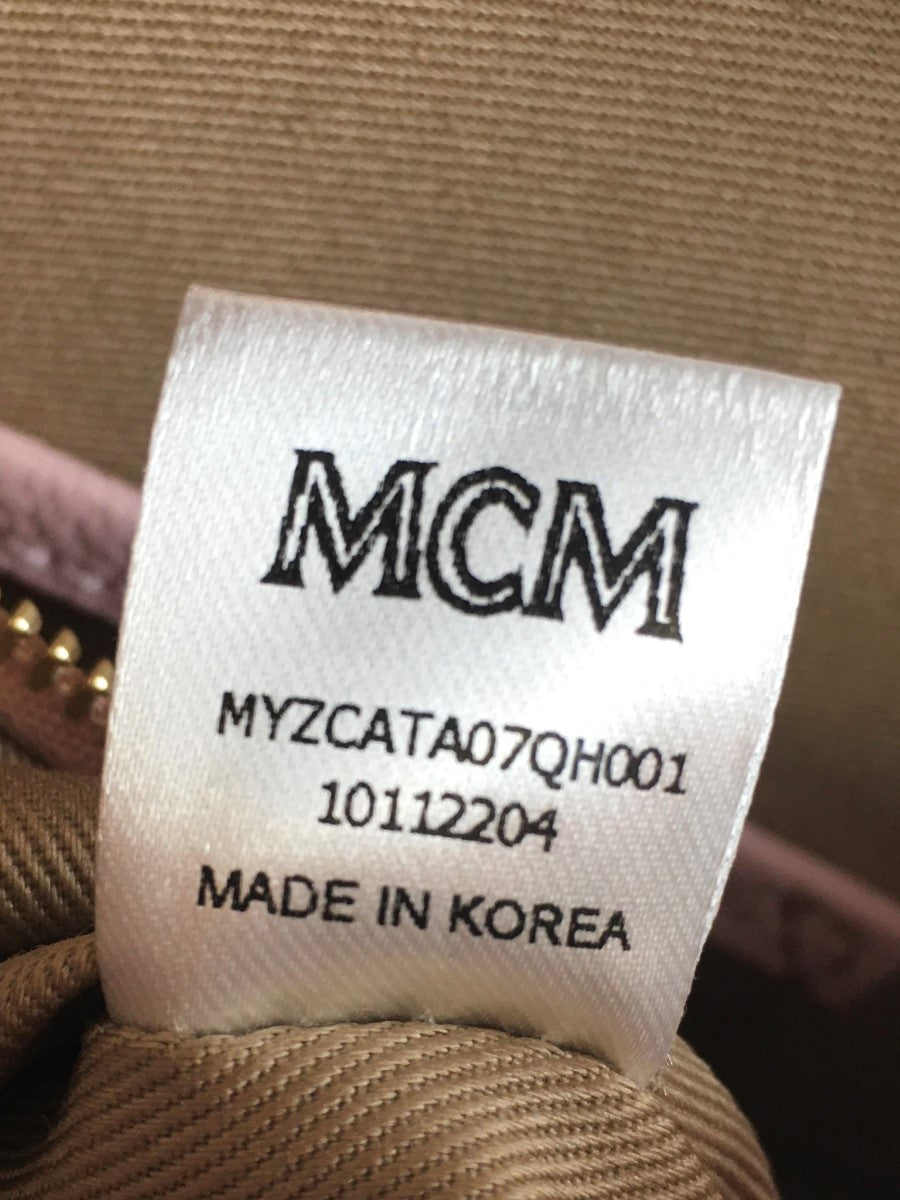 MCM
MYZCATA07QH001
10112204
MADE IN KOREA